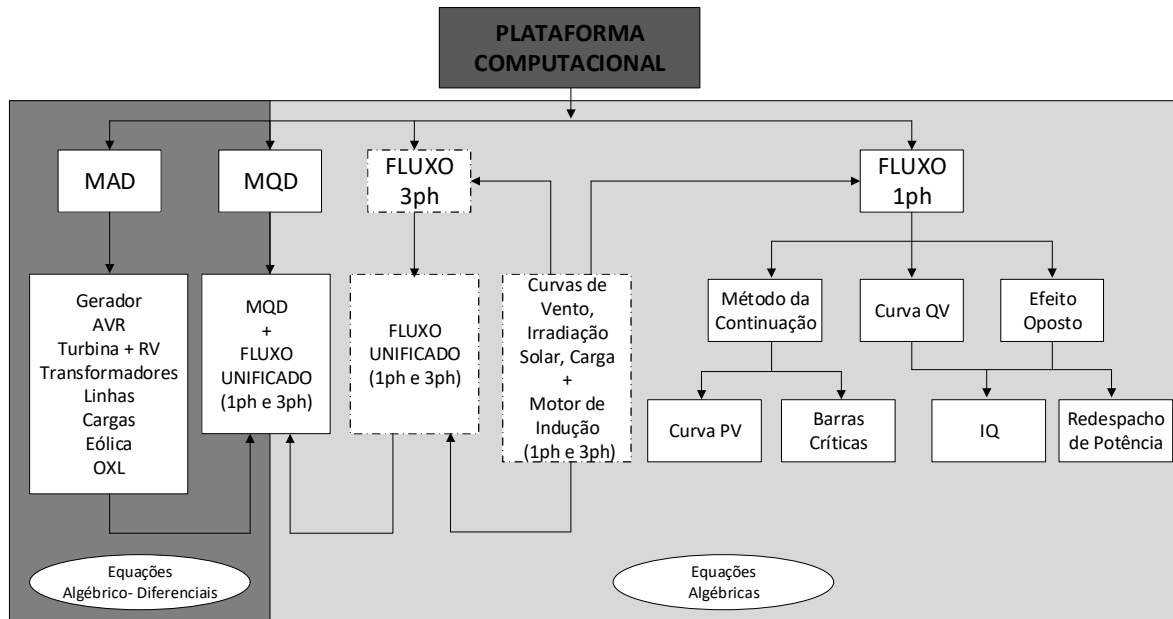 PLATAFORMA
COMPUTACIONAL
MAD
MQD
FLUXO
3ph
FLUXO
1ph
Gerador
AVR
Turbina + RV
Transformadores
Linhas
Cargas
Eólica
OXL
MQD
+
FLUXO
UNIFICADO
(1ph e 3ph)
FLUXO
UNIFICADO
(1ph e 3ph)
Curvas de
Vento,
Irradiação
Solar, Carga
+
Motor de
Indução
(1ph e 3ph)
Método da
Continuação
Curva QV
Efeito
Oposto
Curva PV
Barras
Críticas
IQ
Redespacho
de Potência
Equações
Algébrico- Diferenciais
Equações
Algébricas